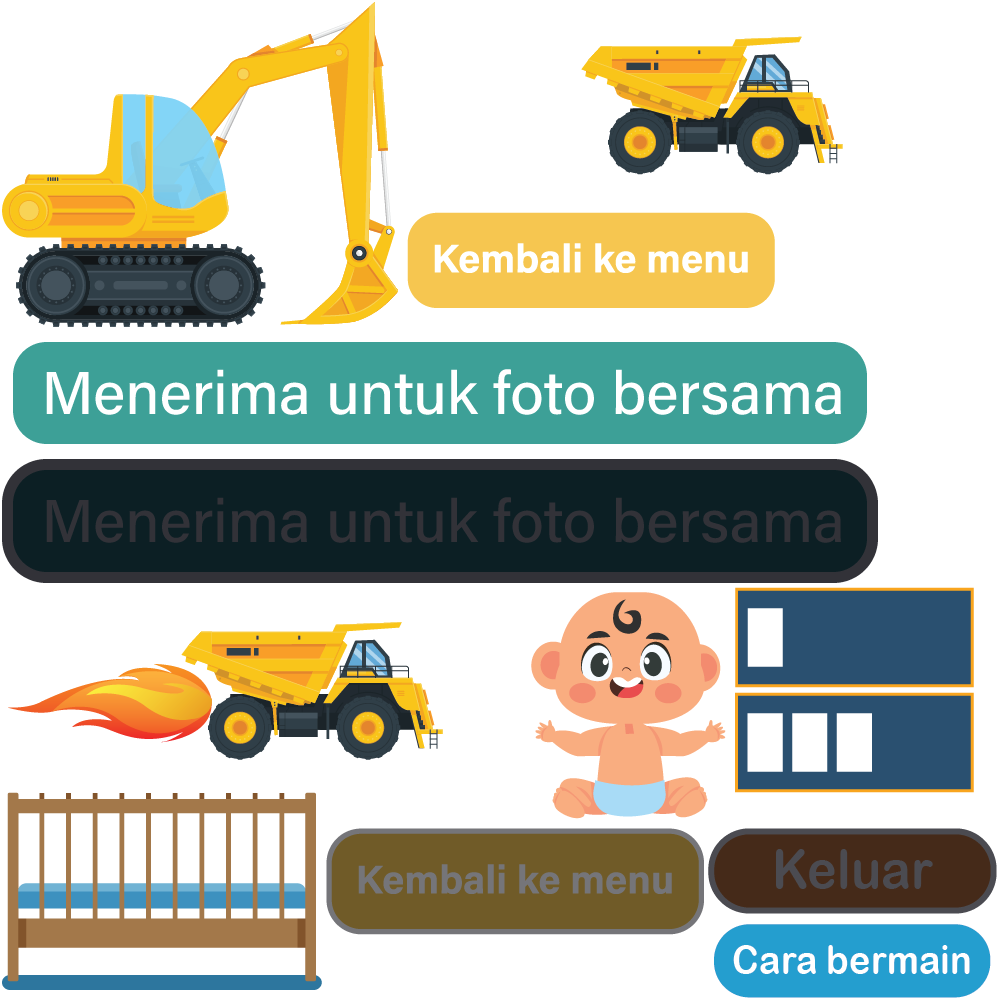 Kembali ke menu
Menerima untuk foto bersama
Menerima untuk foto bersama
Kembali ke menu
Keluar
Cara bermain